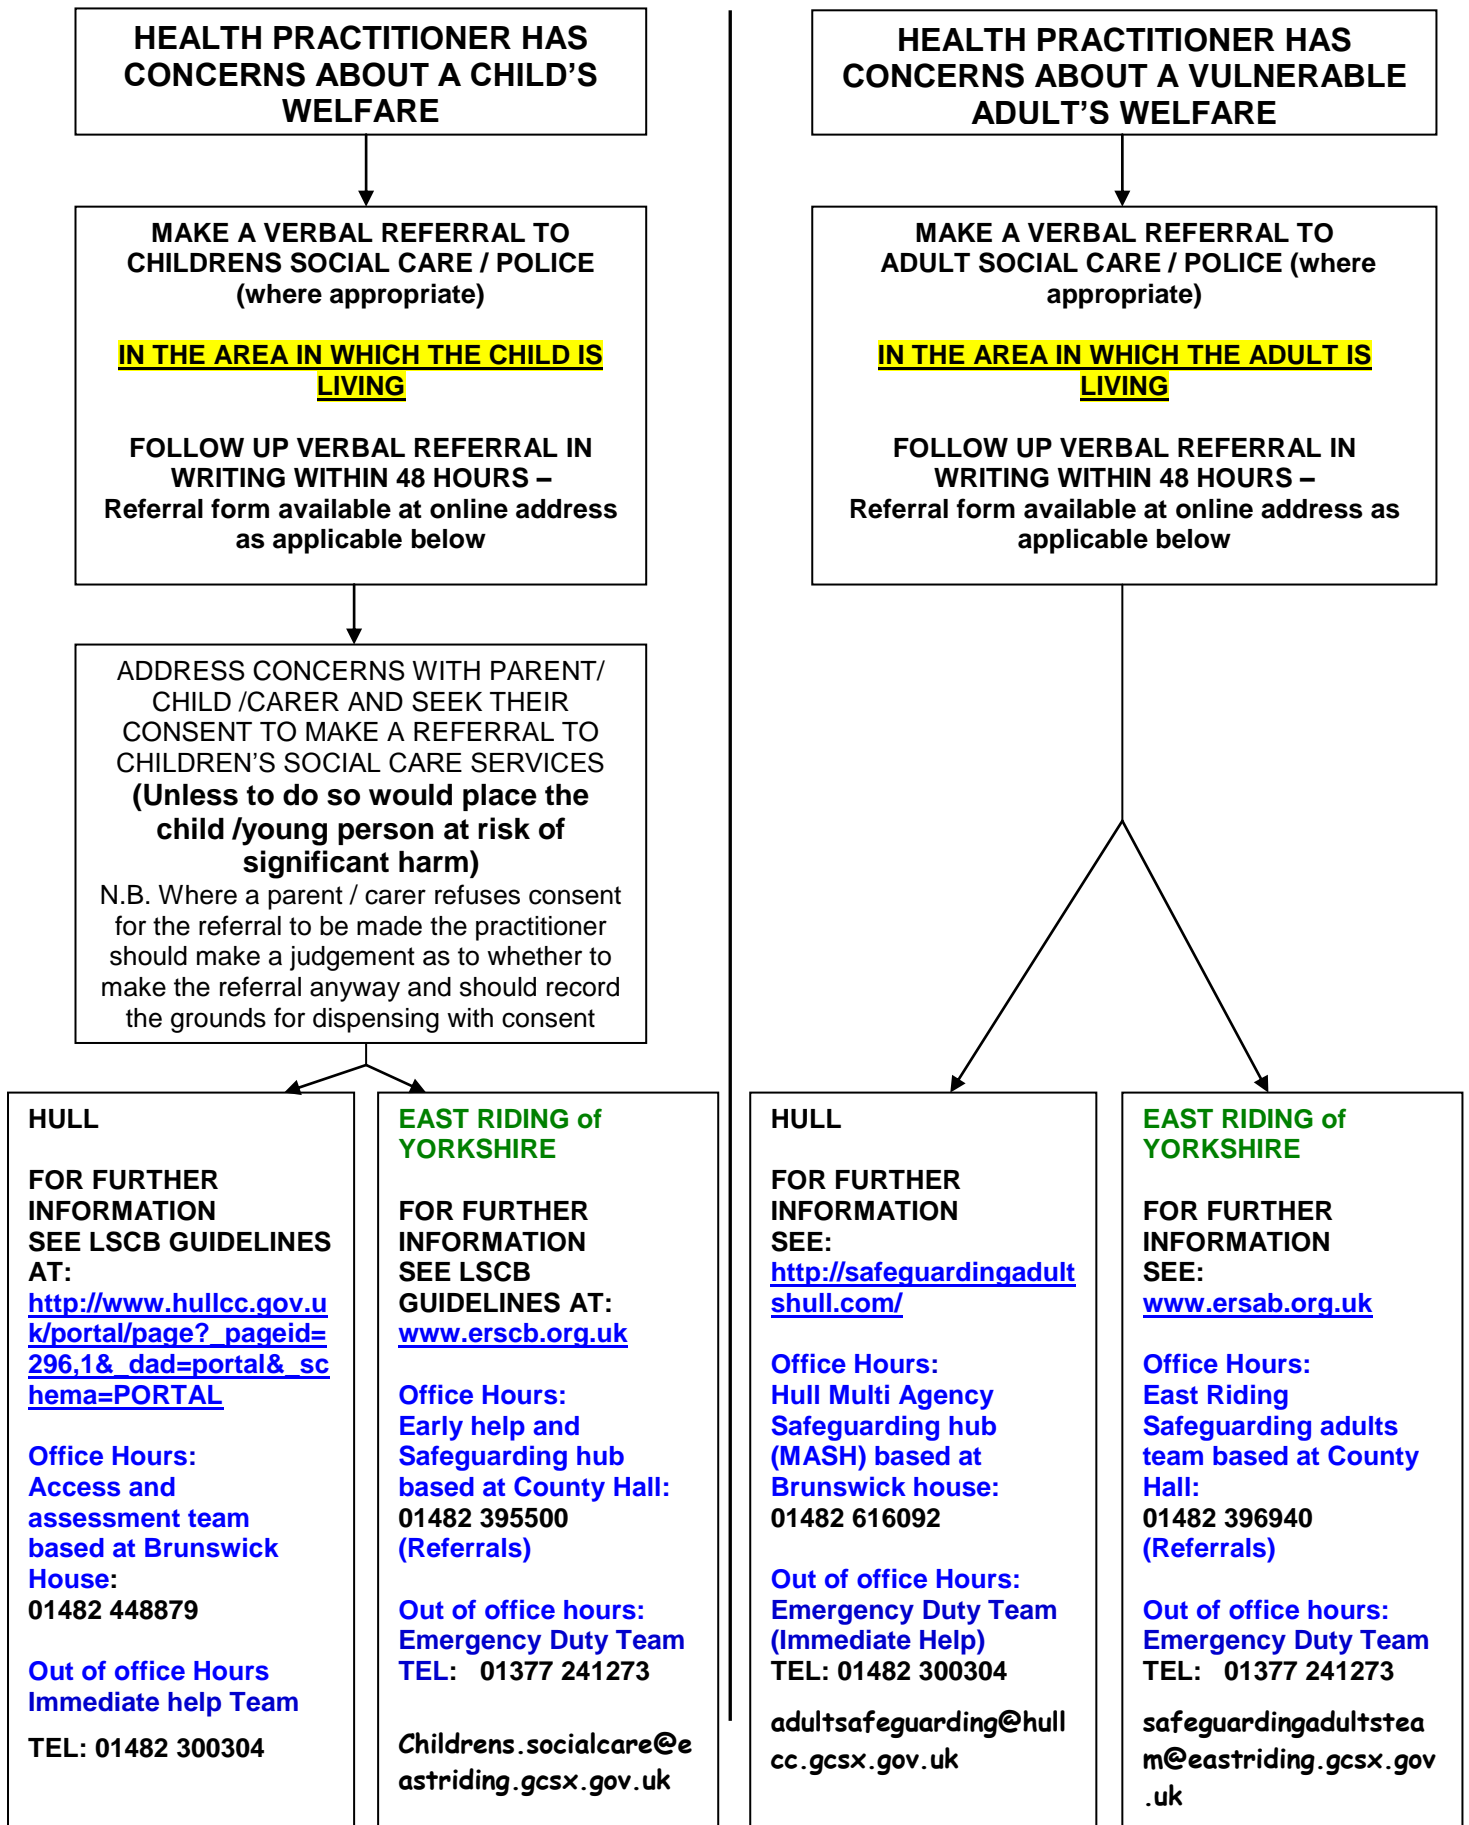 HEALTH PRACTITIONER HAS
CONCERNS ABOUT A CHILD'S
WELFARE
MAKE A VERBAL REFERRAL TO
CHILDRENS SOCIAL CARE / POLICE
(where appropriate)
IN THE AREA IN WHICH THE CHILD IS
LIVING
FOLLOW UP VERBAL REFERRAL IN
WRITING WITHIN 48 HOURS –
Referral form available at online address
as applicable below
ADDRESS CONCERNS WITH PARENT/
CHILD /CARER AND SEEK THEIR
CONSENT TO MAKE A REFERRAL TO
CHILDREN'S SOCIAL CARE SERVICES
(Unless to do so would place the
child /young person at risk of
significant harm)
N.B. Where a parent / carer refuses consent
for the referral to be made the practitioner
should make a judgement as to whether to
make the referral anyway and should record
the grounds for dispensing with consent
HULL
FOR FURTHER
INFORMATION
SEE LSCB GUIDELINES
AT:
http://www.hullcc.gov.u
k/portal/page?_pageid=
296,1&_dad=portal&_sc
hema=PORTAL
Office Hours:
Access and
assessment team
based at Brunswick
House:
01482 448879
Out of office Hours
Immediate help Team
TEL: 01482 300304
EAST RIDING of
YORKSHIRE
FOR FURTHER
INFORMATION
SEE LSCB
GUIDELINES AT:
www.erscb.org.uk
Office Hours:
Early help and
Safeguarding hub
based at County Hall:
01482 395500
(Referrals)
Out of office hours:
Emergency Duty Team
TEL: 01377 241273
Childrens.socialcare@e
astriding.gcsx.gov.uk
HEALTH PRACTITIONER HAS
CONCERNS ABOUT A VULNERABLE
ADULT'S WELFARE
MAKE A VERBAL REFERRAL TO
ADULT SOCIAL CARE / POLICE (where
appropriate)
IN THE AREA IN WHICH THE ADULT IS
LIVING
FOLLOW UP VERBAL REFERRAL IN
WRITING WITHIN 48 HOURS –
Referral form available at online address as
applicable below
HULL
FOR FURTHER
INFORMATION
SEE:
http://safeguardingadult
shull.com/
Office Hours:
Hull Multi Agency
Safeguarding hub
(MASH) based at
Brunswick house:
01482 616092
Out of office Hours:
Emergency Duty Team
(Immediate Help)
TEL: 01482 300304
adultsafeguarding@hull
cc.gcsx.gov.uk
EAST RIDING of
YORKSHIRE
FOR FURTHER
INFORMATION
SEE:
www.ersab.org.uk
Office Hours:
East Riding
Safeguarding adults
team based at County
Hall:
01482 396940
(Referrals)
Out of office hours:
Emergency Duty Team
TEL: 01377 241273
safeguardingadultstea
m@eastriding.gcsx.gov
.uk